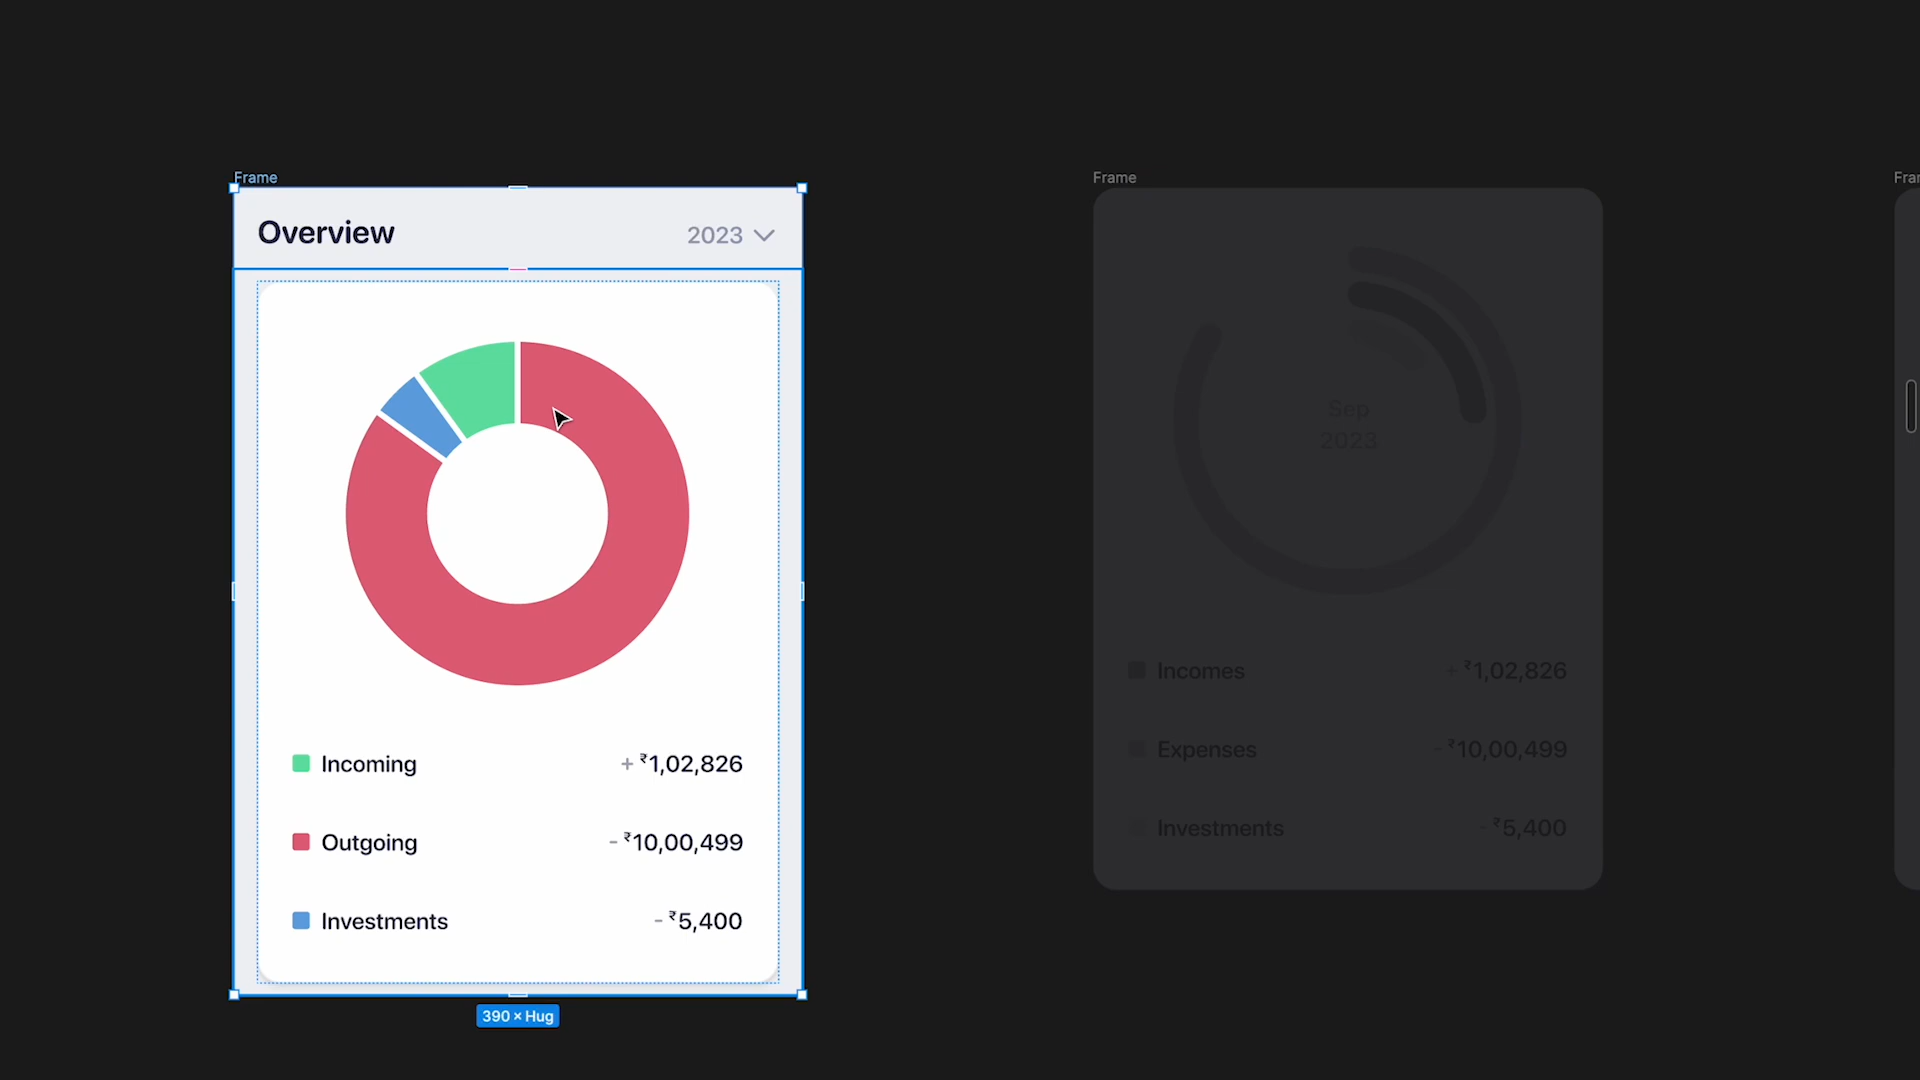 Frame
Overview
2023
Incoming
+ ₹1,02,826
Outgoing
- ₹10,00,499
Investments
- ₹5,400
390 × Hug
Frame
Sep
2023
Incomes
+ ₹1,02,826
Expenses
- ₹10,00,499
Investments
- ₹5,400